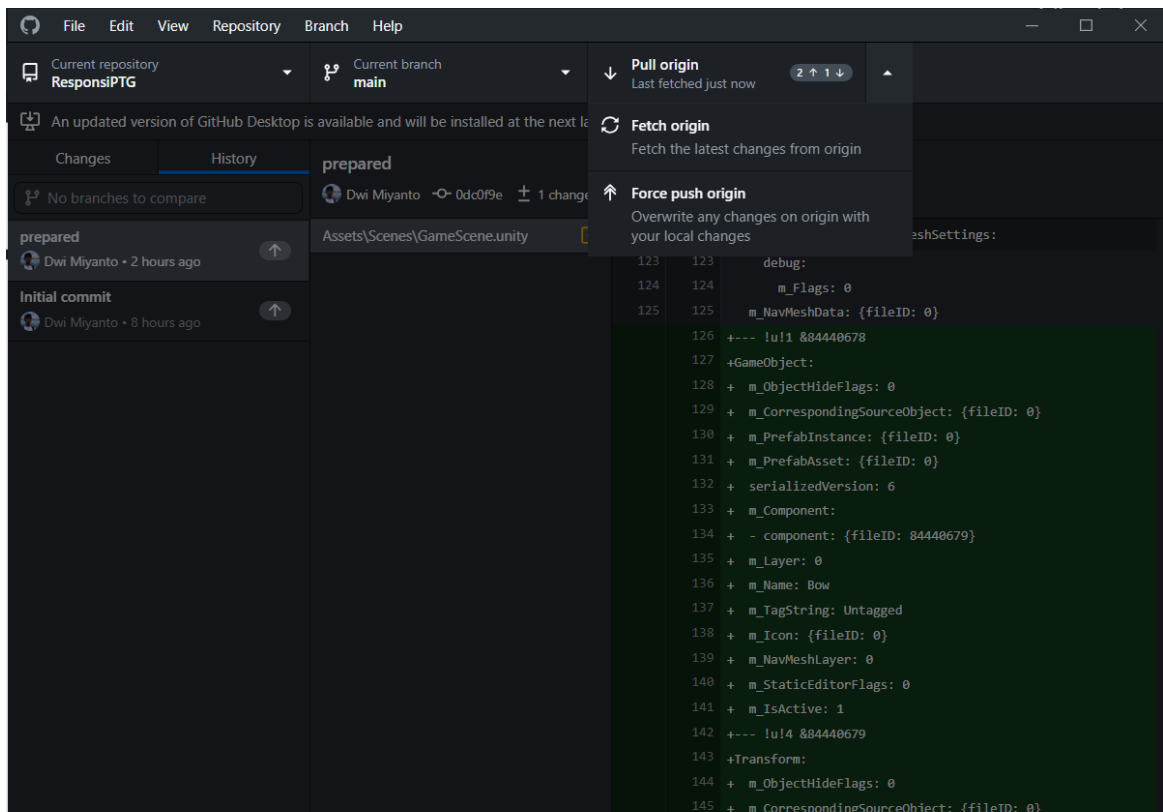 File Edit View Repository Branch Help
Current repository
ResponsiPTG
Current branch
main
Pull origin
Last fetched just now
2 ↑ 1 ↓
An updated version of GitHub Desktop is available and will be installed at the next la
Fetch origin
Fetch the latest changes from origin
Force push origin
Overwrite any changes on origin with
your local changes
Changes History
No branches to compare
prepared
Dwi Miyanto • 2 hours ago
Initial commit
Dwi Miyanto • 8 hours ago
prepared
Dwi Miyanto 0dc0f9e ± 1 change
Assets\Scenes\GameScene.unity
eshSettings:
123 123 debug:
124 124 m_Flags: 0
125 125 m_NavMeshData: {fileID: 0}
126 +--- !u!1 &84440678
127 +GameObject:
128 + m_ObjectHideFlags: 0
129 + m_CorrespondingSourceObject: {fileID: 0}
130 + m_PrefabInstance: {fileID: 0}
131 + m_PrefabAsset: {fileID: 0}
132 + serializedVersion: 6
133 + m_Component:
134 + - component: {fileID: 84440679}
135 + m_Layer: 0
136 + m_Name: Bow
137 + m_TagString: Untagged
138 + m_Icon: {fileID: 0}
139 + m_NavMeshLayer: 0
140 + m_StaticEditorFlags: 0
141 + m_IsActive: 1
142 +--- !u!4 &84440679
143 +Transform:
144 + m_ObjectHideFlags: 0
145 + m_CorrespondingSourceObject: {fileID: 0}